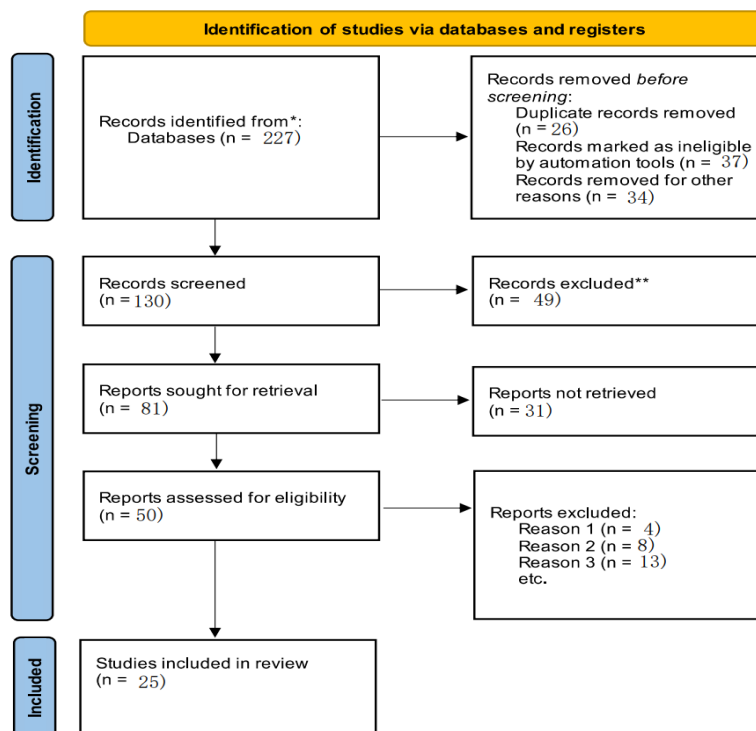 Identification of studies via databases and registers
Identification
Records identified from*:
Databases (n = 227)
Records removed before
screening:
Duplicate records removed
(n = 26)
Records marked as ineligible
by automation tools (n = 37)
Records removed for other
reasons (n = 34)
Screening
Records screened
(n = 130)
Records excluded**
(n = 49)
Reports sought for retrieval
(n = 81)
Reports not retrieved
(n = 31)
Reports assessed for eligibility
(n = 50)
Reports excluded:
Reason 1 (n = 4)
Reason 2 (n = 8)
Reason 3 (n = 13)
etc.
Included
Studies included in review
(n = 25)